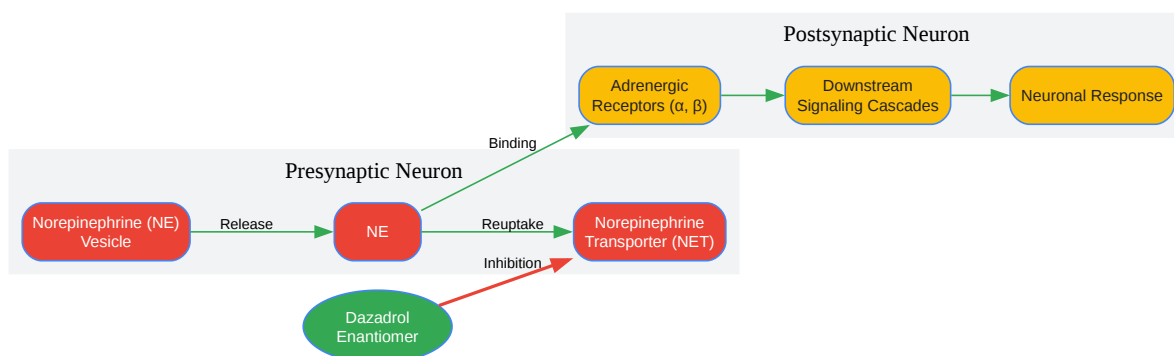 Postsynaptic Neuron
Adrenergic
Receptors (α, β)
Downstream
Signaling Cascades
Neuronal Response
Binding
Presynaptic Neuron
Norepinephrine (NE)
Vesicle
Release
NE
Reuptake
Norepinephrine
Transporter (NET)
Inhibition
Dazadrol
Enantiomer